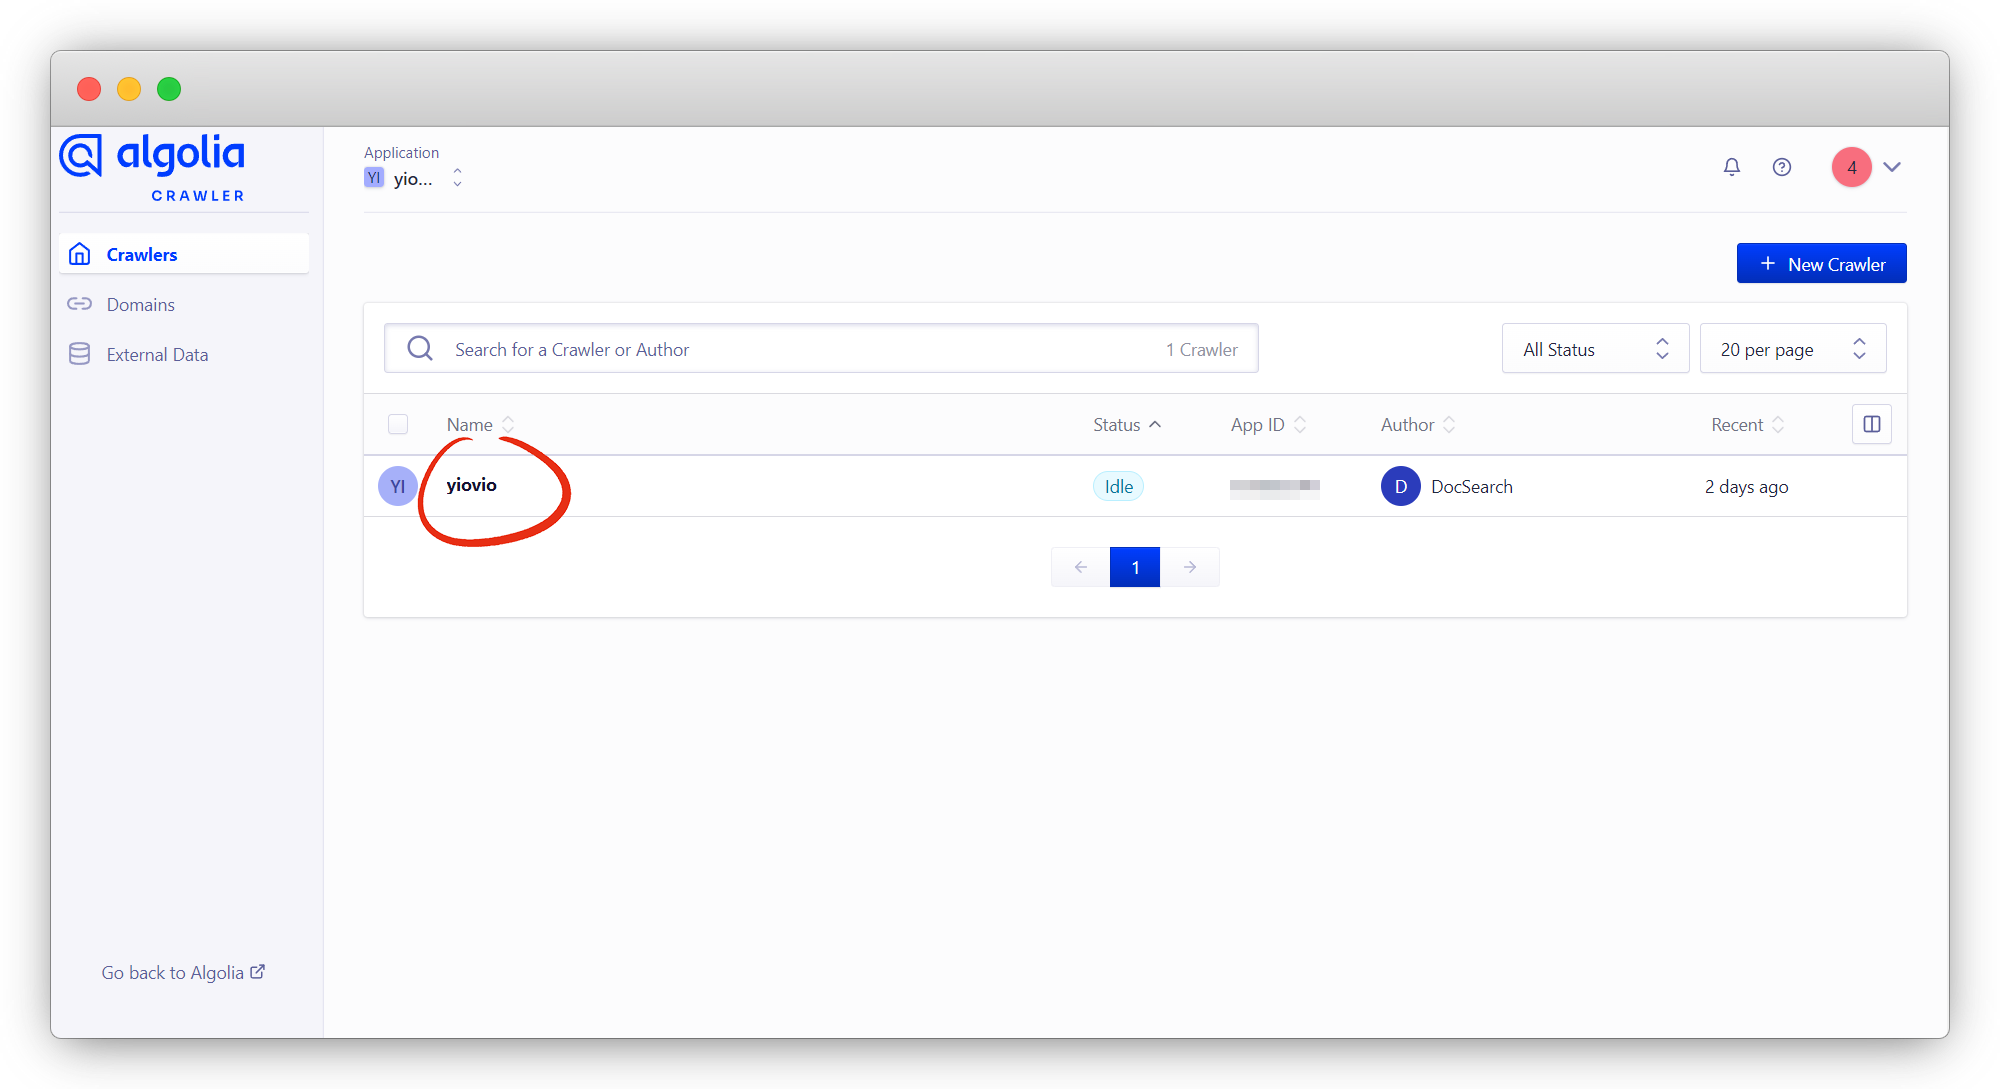 algolia
CRAWLER
Crawlers
Domains
External Data
Go back to Algolia
Application
YI yio...
4
+ New Crawler
Search for a Crawler or Author 1 Crawler
All Status
20 per page
Name Status App ID Author Recent
YI yiovio Idle D DocSearch 2 days ago
1